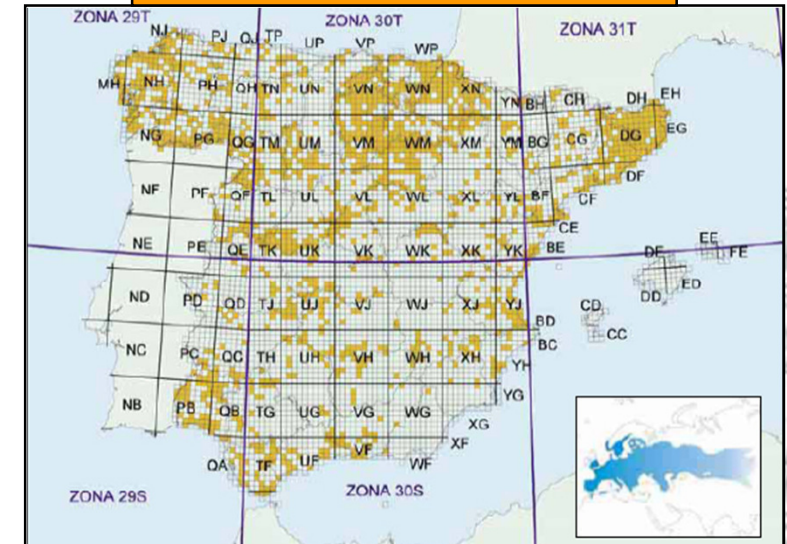 ZONA 29T
ZONA 30T
ZONA 31T
NJ PJ QJ TP UP VP WP
MH NH PH QH TN UN VN WN XN YN BH CH DH EH
NG PG QG TM UM VM WM XM YM BG CG DG EG
NF PF QF TL UL VL WL XL YL BF CF DF
NE PE QE TK UK VK WK XK YK BE CE
EE
DE FE
ND PD QD TJ UJ VJ WJ XJ YJ BD CD DD ED
NC PC QC TH UH VH WH XH YH BC CC
NB PB QB TG UG VG WG XG YG
QA TF UF VF WF XF
ZONA 29S
ZONA 30S